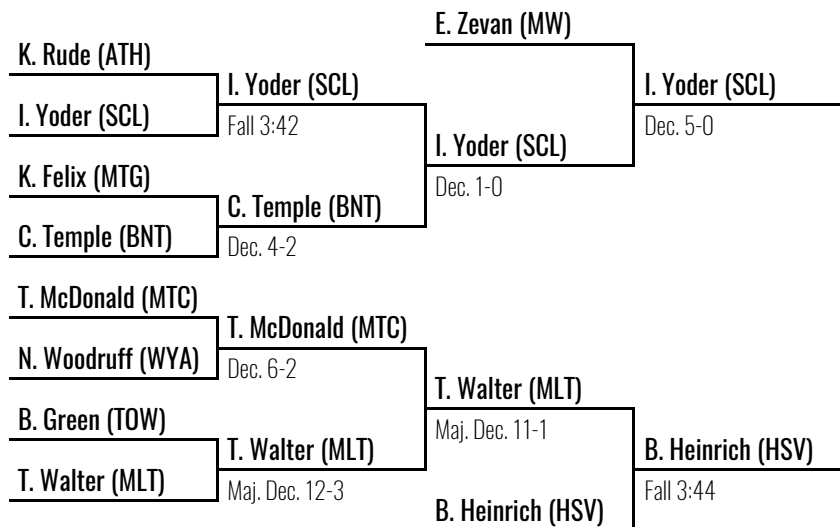 E. Zevan (MW)
K. Rude (ATH)
I. Yoder (SCL)
I. Yoder (SCL)
I. Yoder (SCL)
Fall 3:42
Dec. 5-0
I. Yoder (SCL)
K. Felix (MTG)
Dec. 1-0
C. Temple (BNT)
C. Temple (BNT)
Dec. 4-2
T. McDonald (MTC)
T. McDonald (MTC)
N. Woodruff (WYA)
Dec. 6-2
T. Walter (MLT)
B. Green (TOW)
Maj. Dec. 11-1
T. Walter (MLT)
B. Heinrich (HSV)
T. Walter (MLT)
Maj. Dec. 12-3
Fall 3:44
B. Heinrich (HSV)